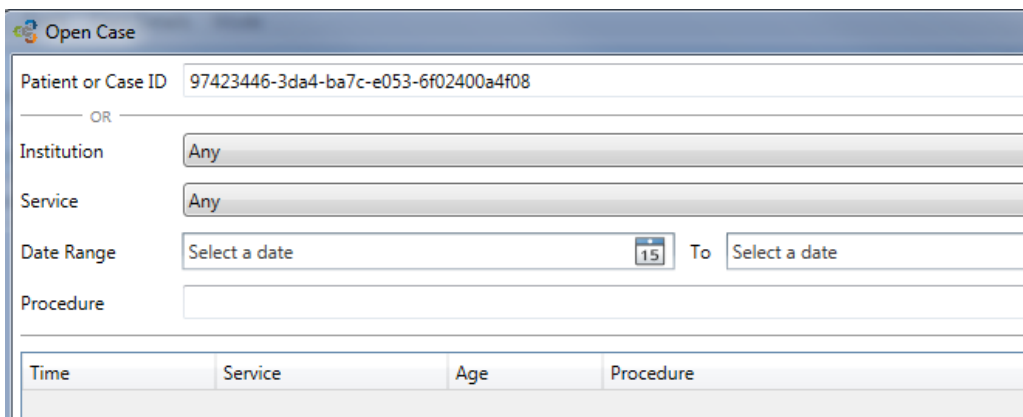 Open Case
Patient or Case ID 97423446-3da4-ba7c-e053-6f02400a4f08
OR
Institution Any
Service Any
Date Range Select a date 15 To Select a date
Procedure
Time Service Age Procedure